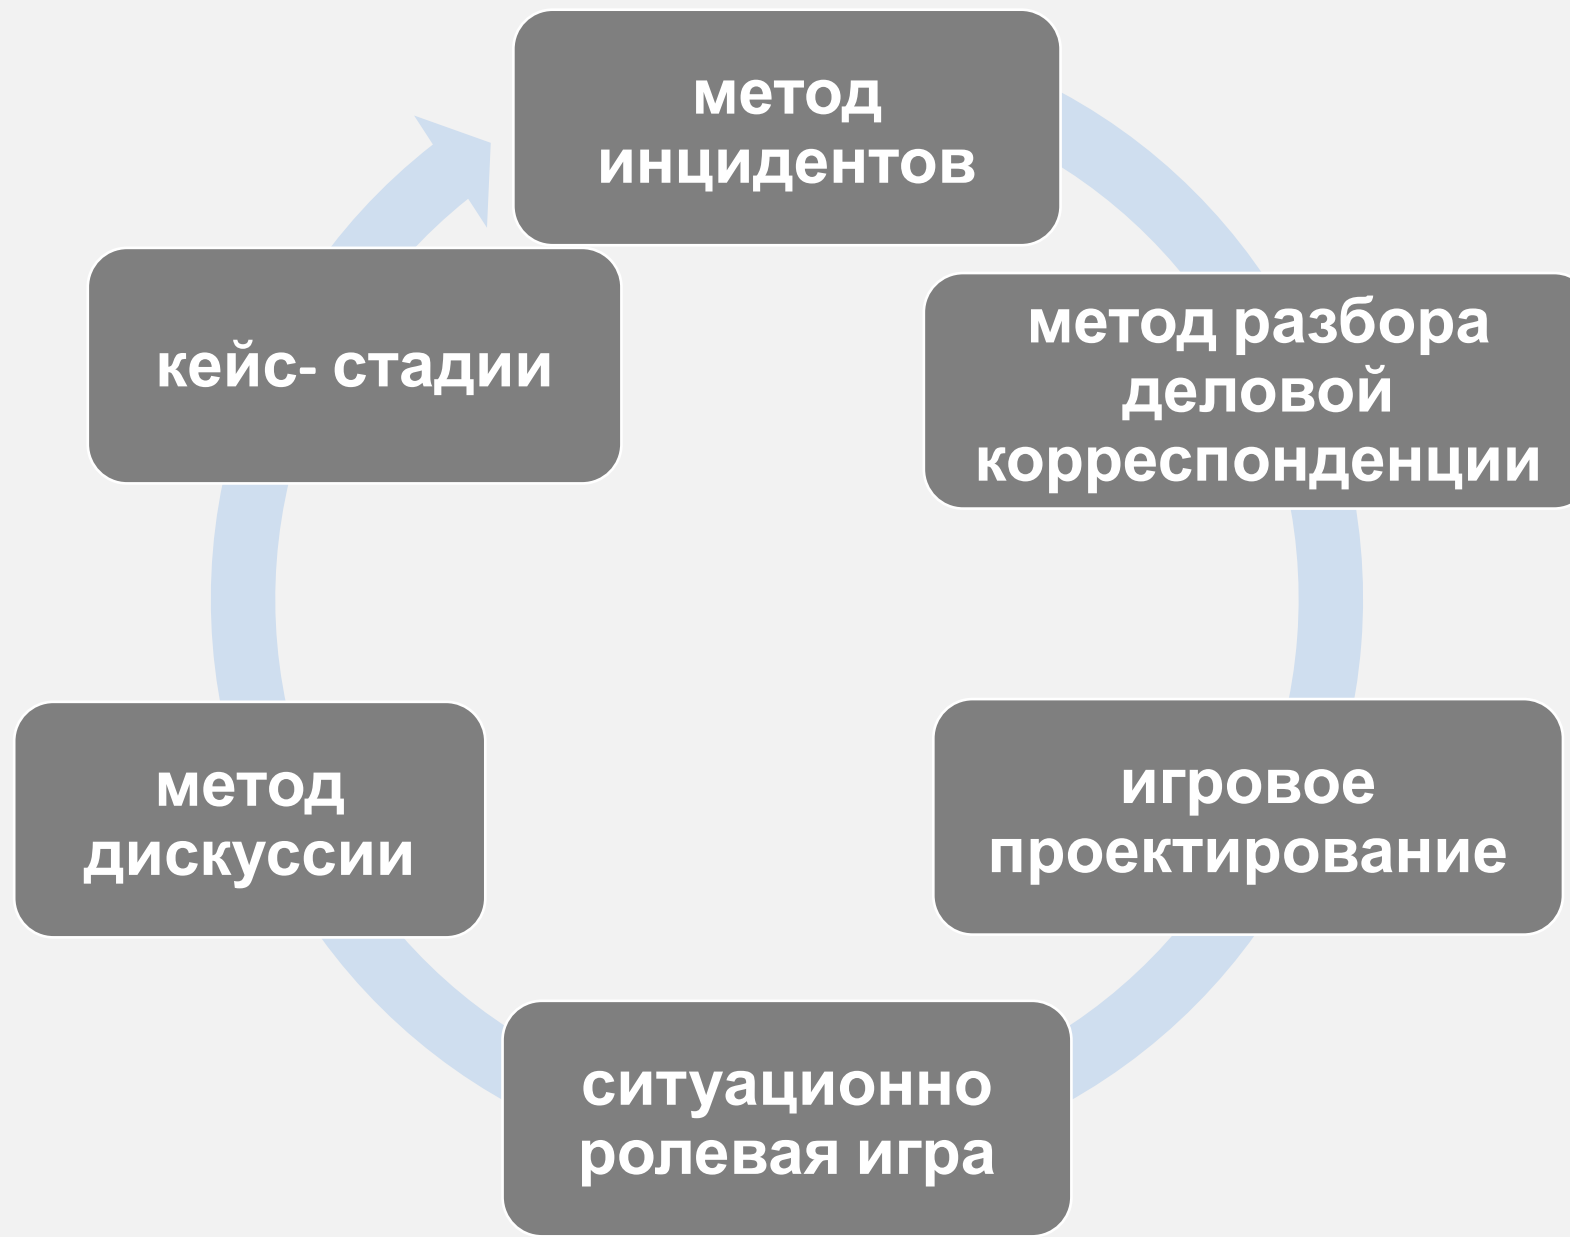 метод
инцидентов
метод разбора
деловой
корреспонденции
игровое
проектирование
ситуационно
ролевая игра
метод
дискуссии
кейс- стадии